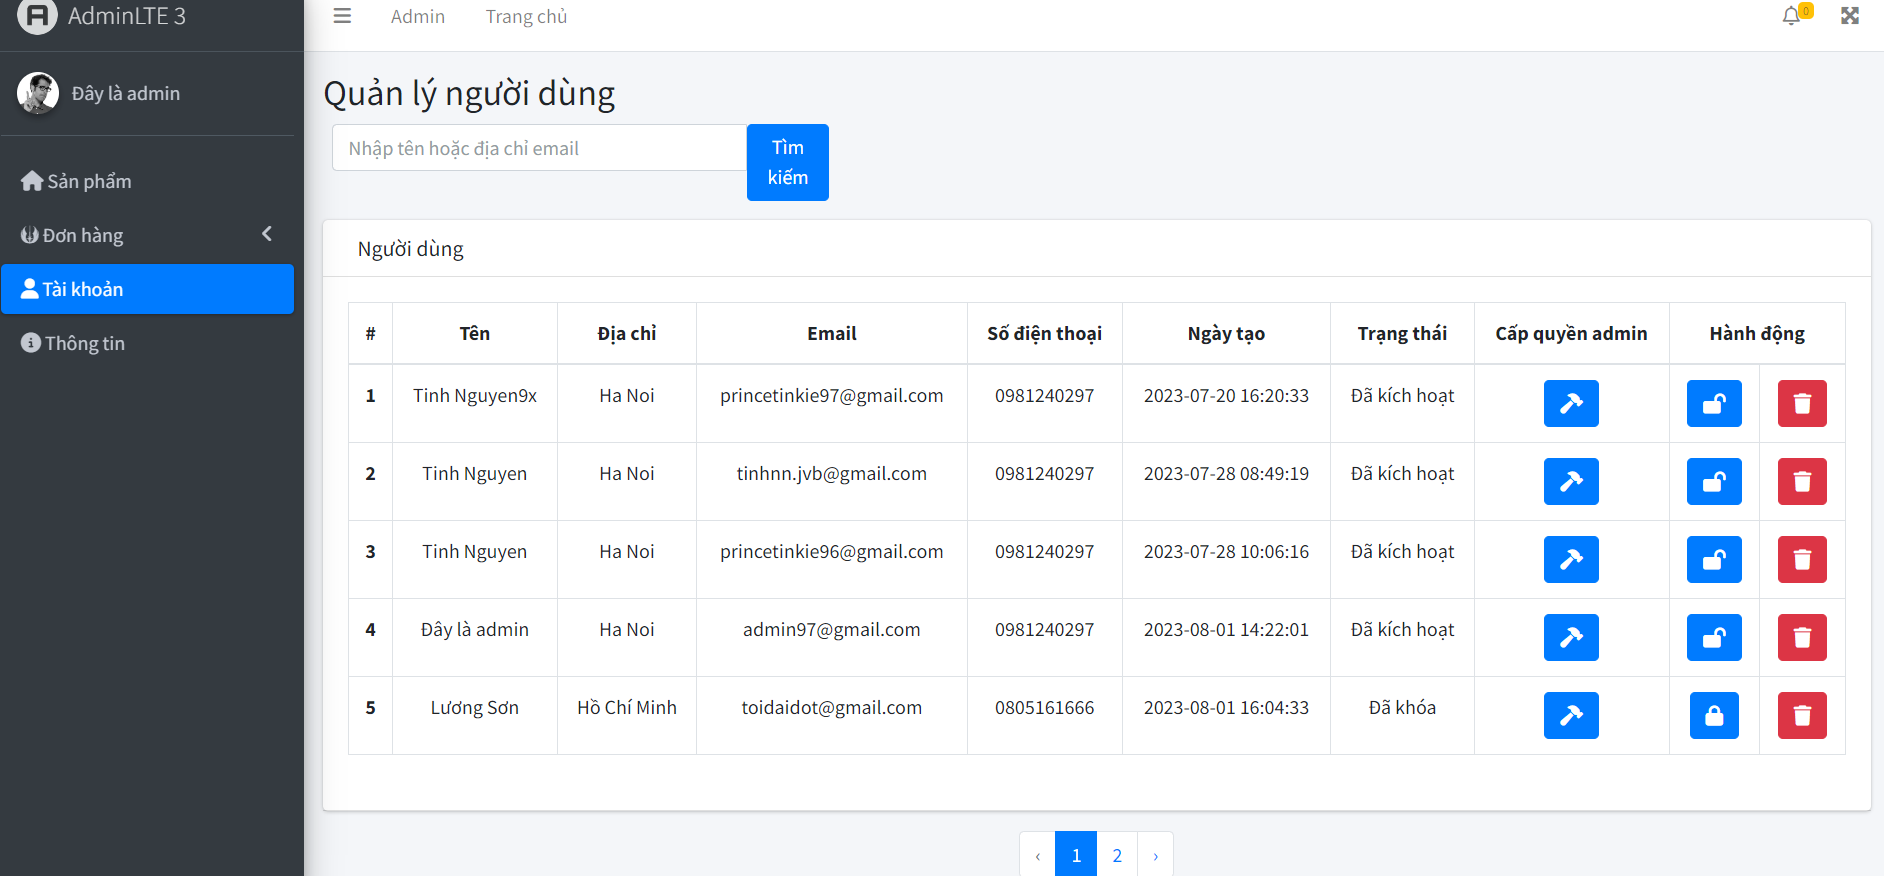 AdminLTE 3
Admin
Trang chủ
0
Đây là admin
Sản phẩm
Đơn hàng
Tài khoản
Thông tin
Quản lý người dùng
Nhập tên hoặc địa chỉ email
Tìm
kiếm
Người dùng
# Tên Địa chỉ Email Số điện thoại Ngày tạo Trạng thái Cấp quyền admin Hành động
1 Tinh Nguyen9x Ha Noi princetinkie97@gmail.com 0981240297 2023-07-20 16:20:33 Đã kích hoạt
2 Tinh Nguyen Ha Noi tinhnn.jvb@gmail.com 0981240297 2023-07-28 08:49:19 Đã kích hoạt
3 Tinh Nguyen Ha Noi princetinkie96@gmail.com 0981240297 2023-07-28 10:06:16 Đã kích hoạt
4 Đây là admin Ha Noi admin97@gmail.com 0981240297 2023-08-01 14:22:01 Đã kích hoạt
5 Lương Sơn Hồ Chí Minh toidaidot@gmail.com 0805161666 2023-08-01 16:04:33 Đã khóa
‹ 1 2 ›